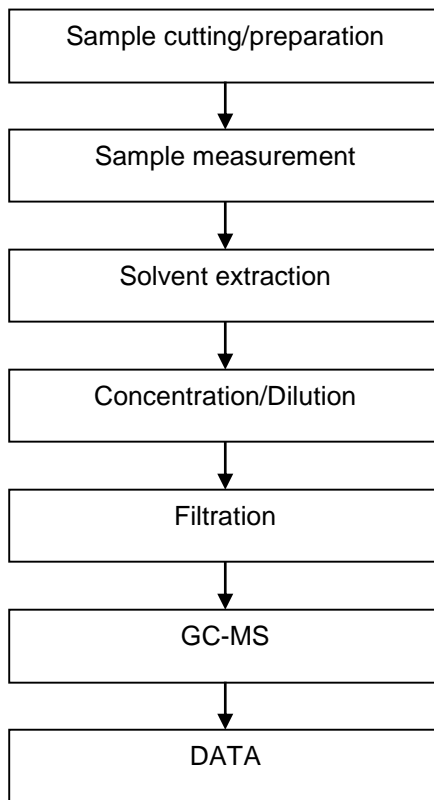 Sample cutting/preparation
Sample measurement
Solvent extraction
Concentration/Dilution
Filtration
GC-MS
DATA